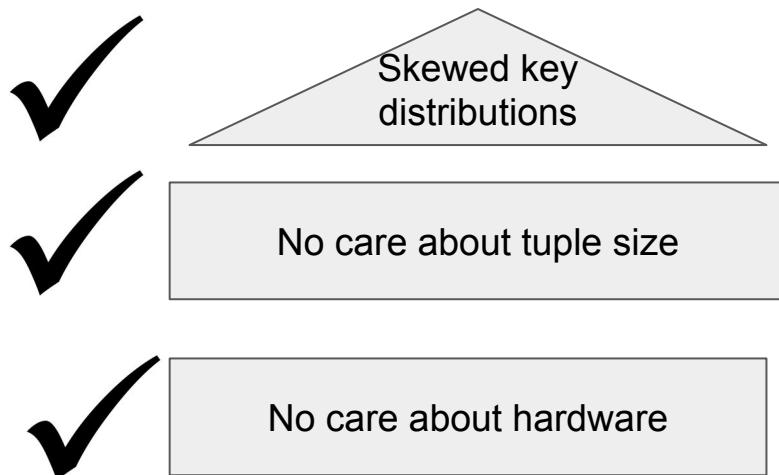 Skewed key
distributions
No care about tuple size
No care about hardware